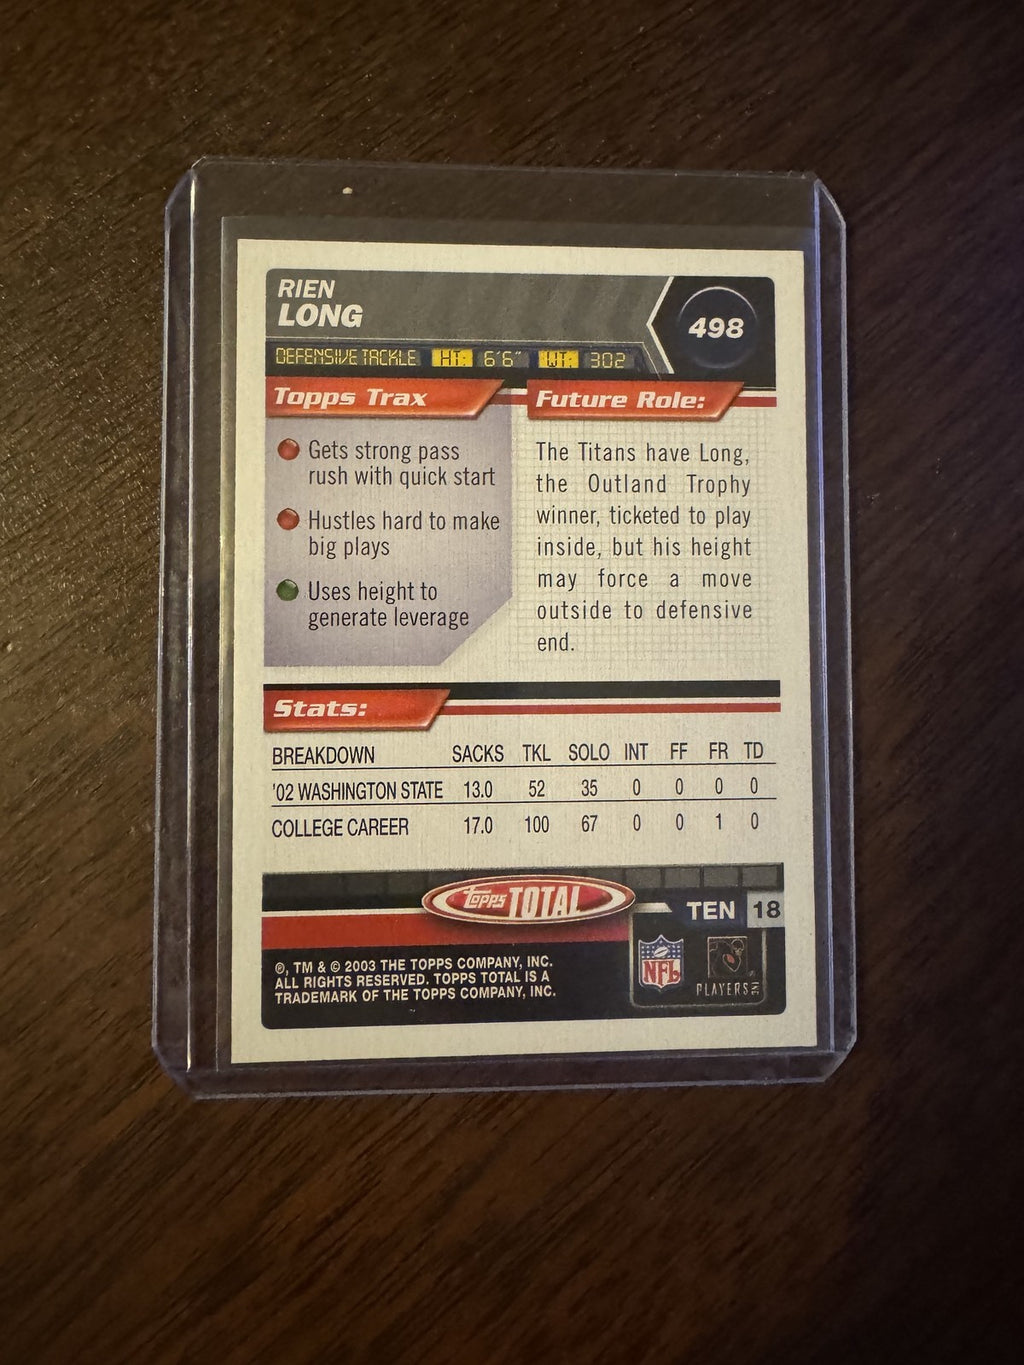 RIEN
LONG
498
DEFENSIVE TACKLE HT: 6'6" WT: 302
Topps Trax
Gets strong pass
rush with quick start
Hustles hard to make
big plays
Uses height to
generate leverage
Future Role:
The Titans have Long,
the Outland Trophy
winner, ticketed to play
inside, but his height
may force a move
outside to defensive
end.
Stats:
BREAKDOWN SACKS TKL SOLO INT FF FR TD
'02 WASHINGTON STATE 13.0 52 35 0 0 0 0
COLLEGE CAREER 17.0 100 67 0 0 1 0
Topps TOTAL
TEN 18
®, TM & © 2003 THE TOPPS COMPANY, INC.
ALL RIGHTS RESERVED. TOPPS TOTAL IS A
TRADEMARK OF THE TOPPS COMPANY, INC.
NFL
PLAYERS INC